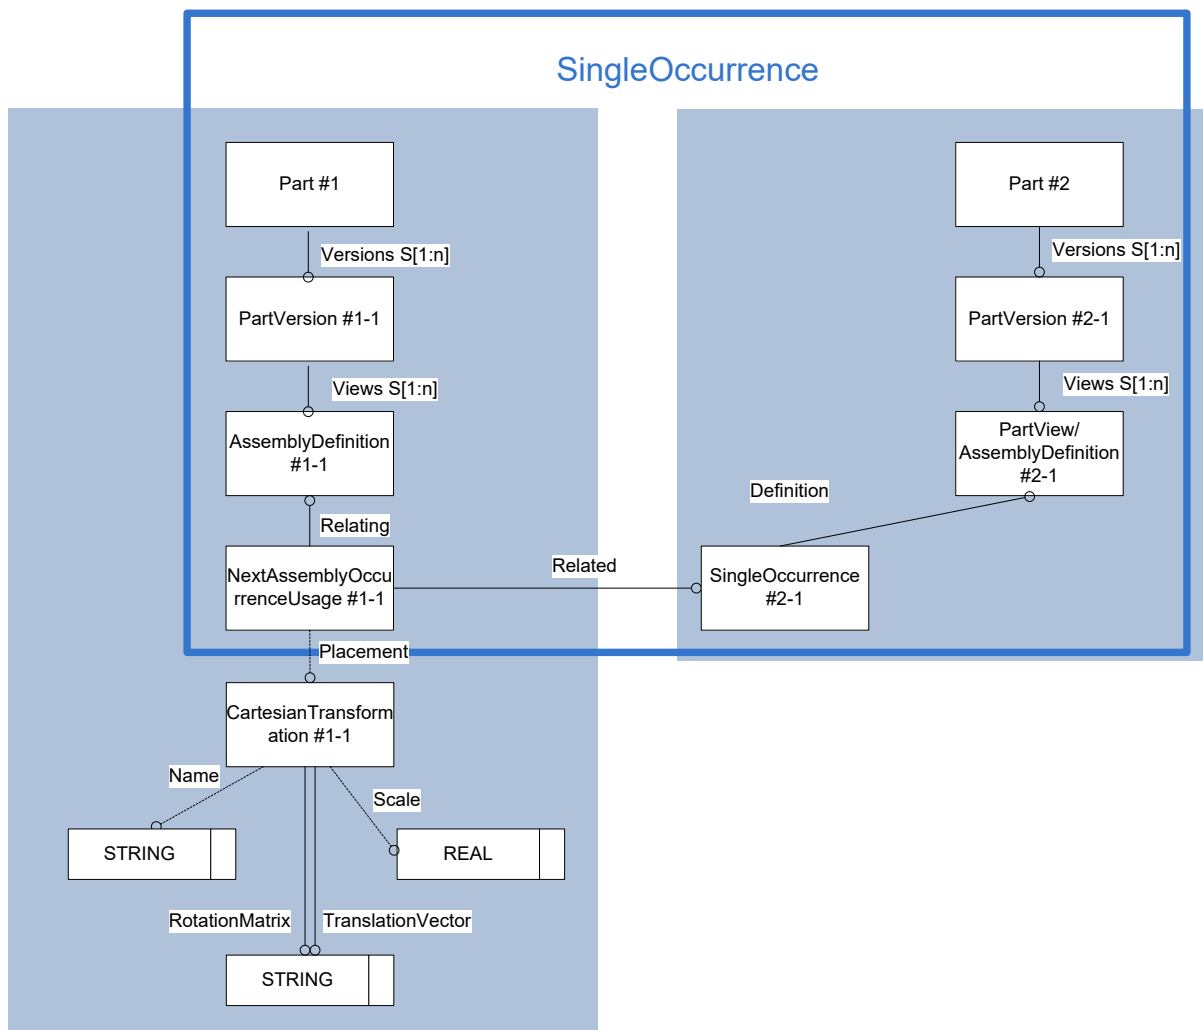 SingleOccurrence
Part #1
Part #2
Versions S[1:n]
Versions S[1:n]
PartVersion #1-1
PartVersion #2-1
Views S[1:n]
Views S[1:n]
AssemblyDefinition
#1-1
PartView/
AssemblyDefinition
#2-1
Definition
Relating
NextAssemblyOccu
rrenceUsage #1-1
Related
SingleOccurrence
#2-1
Placement
CartesianTransform
ation #1-1
Name
Scale
STRING
REAL
RotationMatrix
TranslationVector
STRING